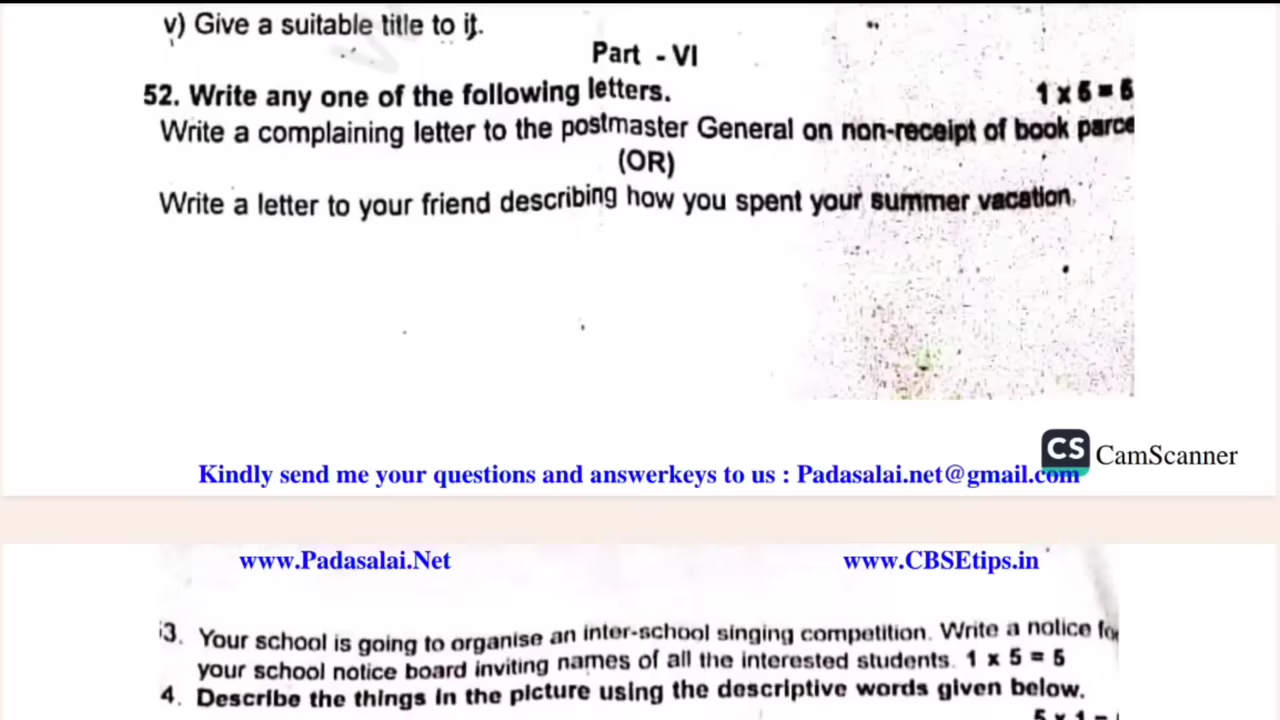 v) Give a suitable title to it.
Part - VI
52. Write any one of the following letters.
1 x 5 = 5
Write a complaining letter to the postmaster General on non-receipt of book parce
(OR)
Write a letter to your friend describing how you spent your summer vacation.
CS CamScanner
Kindly send me your questions and answerkeys to us : Padasalai.net@gmail.com
www.Padasalai.Net
www.CBSEtips.in
3. Your school is going to organise an inter-school singing competition. Write a notice for
your school notice board inviting names of all the interested students. 1 x 5 = 5
4. Describe the things in the picture using the descriptive words given below.